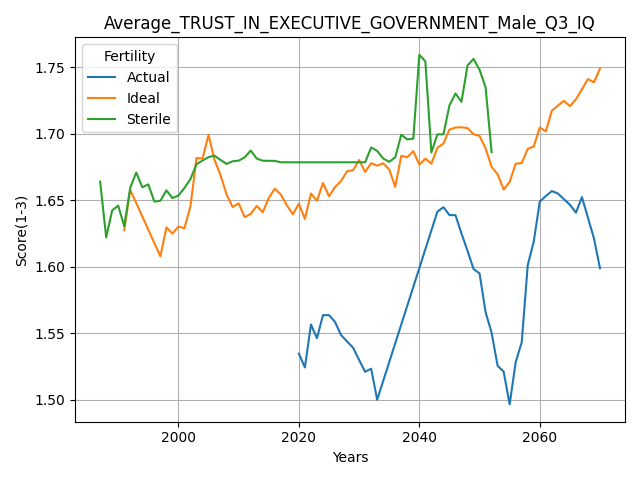 Average_TRUST_IN_EXECUTIVE_GOVERNMENT_Male_Q3_IQ
Fertility
Actual
Ideal
Sterile
Score(1-3)
1.75
1.70
1.65
1.60
1.55
1.50
2000
2020
2040
2060
Years